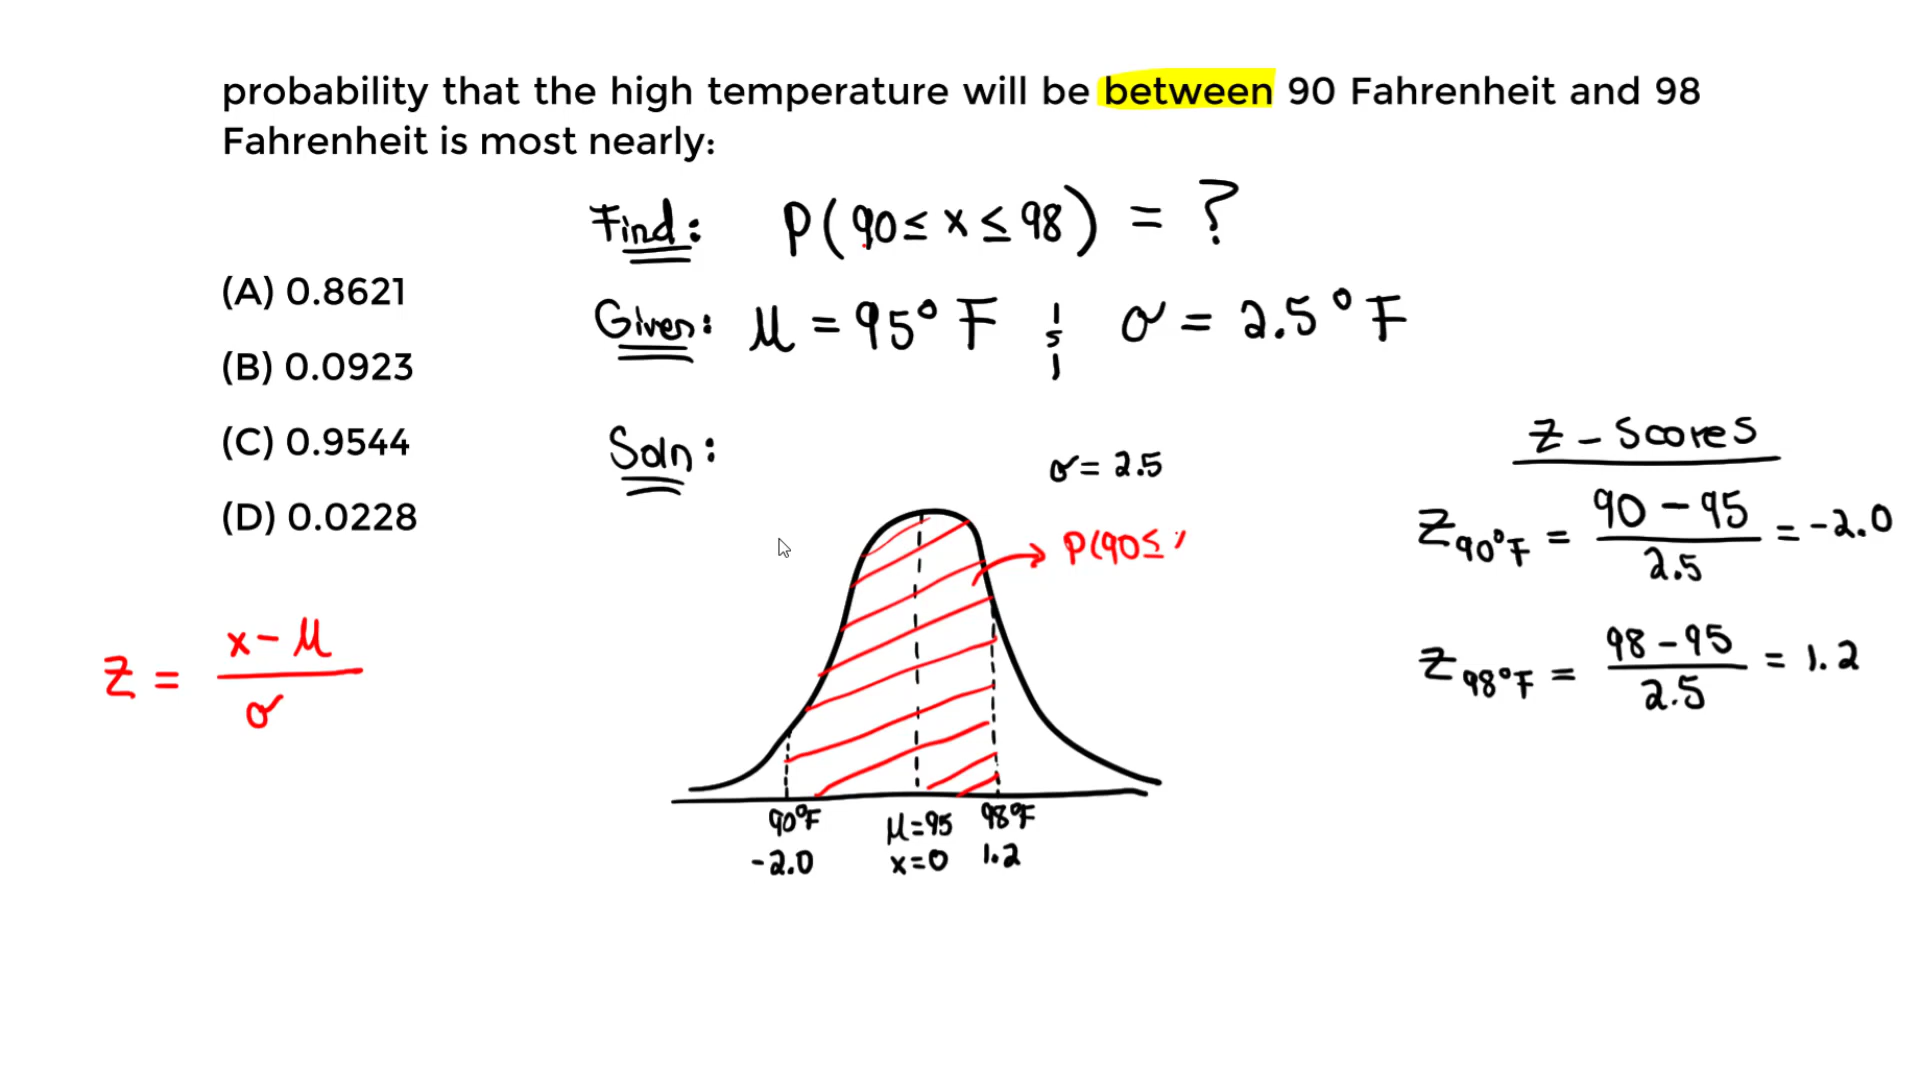 probability that the high temperature will be between 90 Fahrenheit and 98
Fahrenheit is most nearly:
Find: P(90 ≤ x ≤ 98) = ?
(A) 0.8621
(B) 0.0923
(C) 0.9544
(D) 0.0228
Given: μ = 95° F ; σ = 2.5° F
Soln:
σ = 2.5
P(90 ≤
90°F μ=95 98°F
-2.0 x=0 1.2
z = x - μ / σ
Z - Scores
Z90°F = 90 - 95 / 2.5 = -2.0
Z98°F = 98 - 95 / 2.5 = 1.2